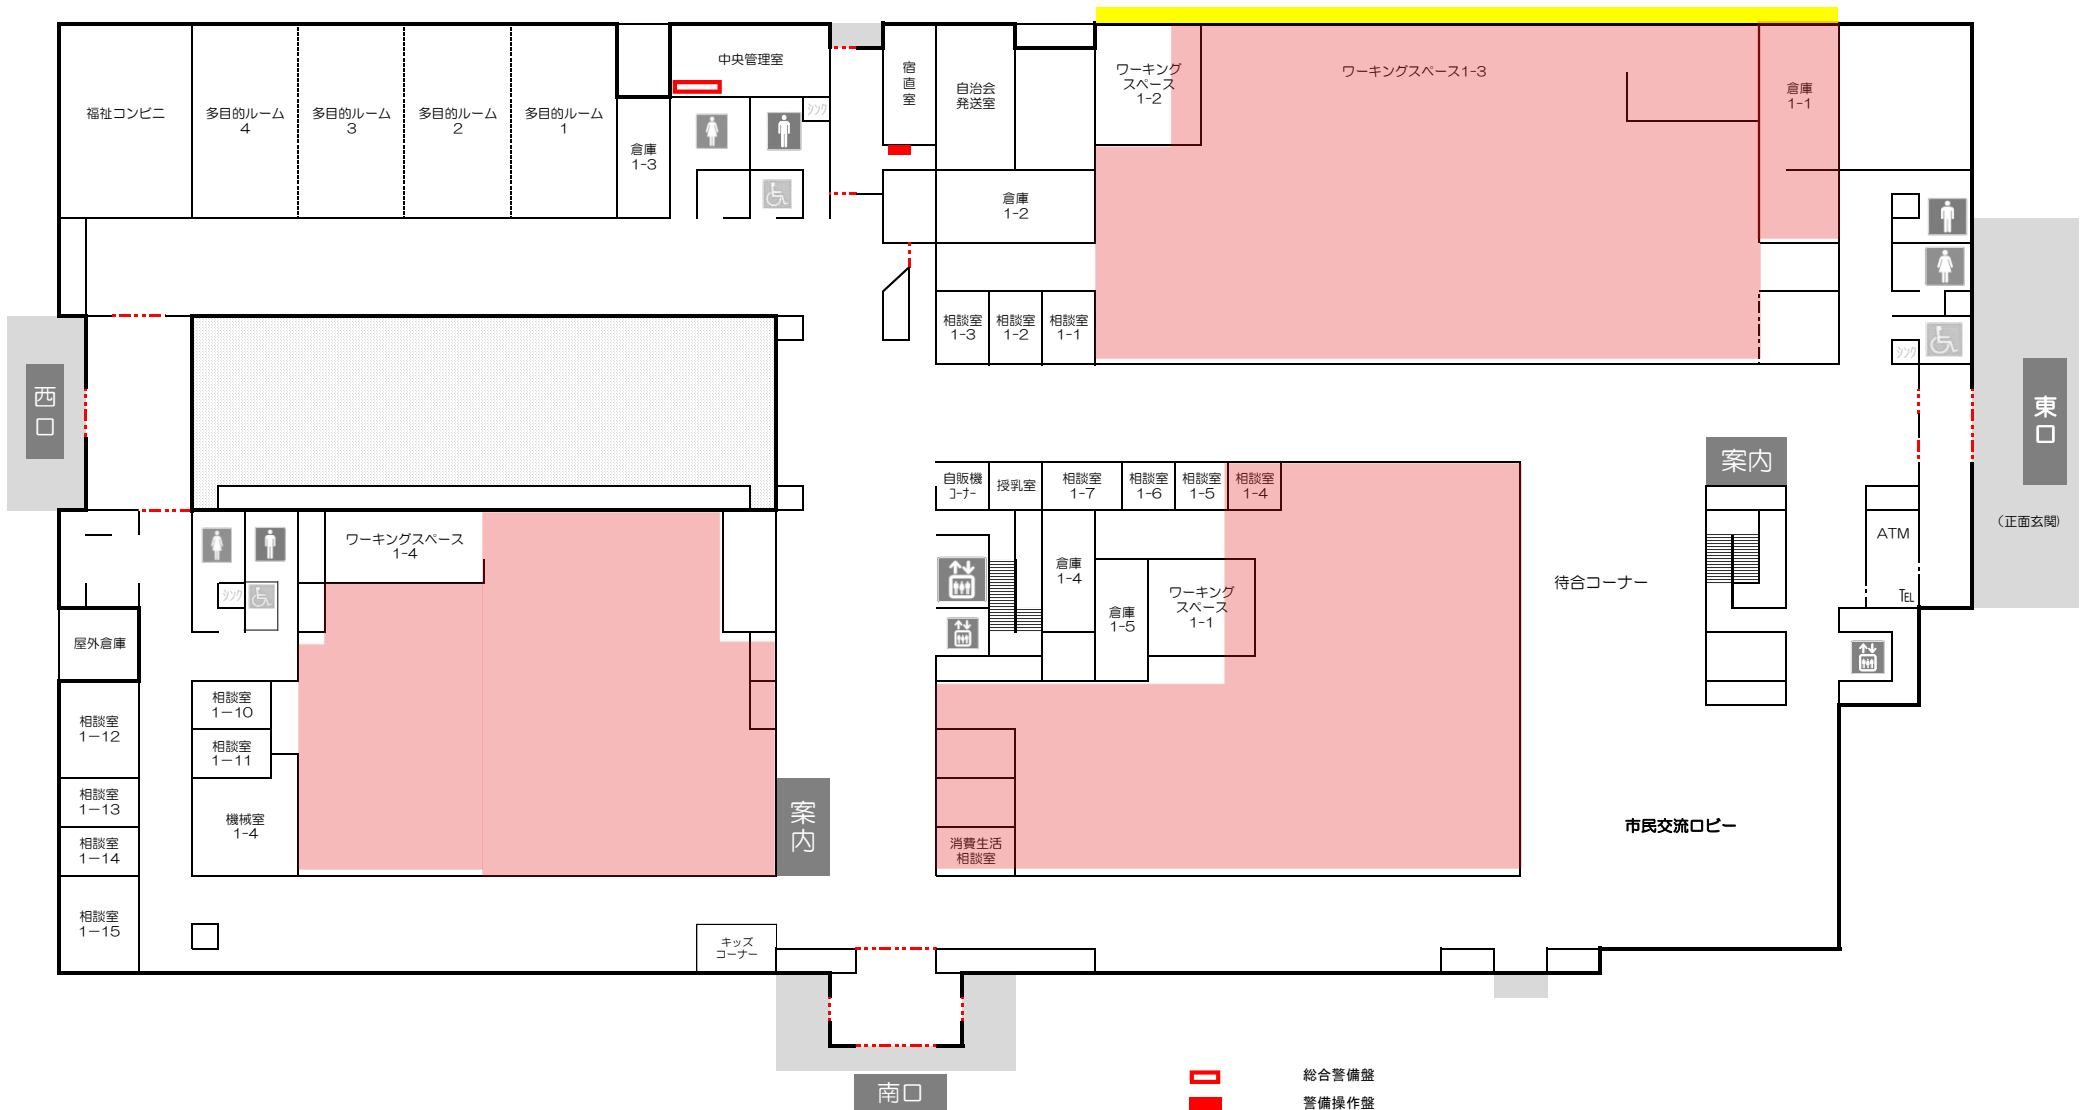 中央管理室
宿
直
室
自治会
発送室
ワーキング
スペース
1-2
ワーキングスペース1-3
倉庫
1-1
福祉コンビニ
多目的ルーム
4
多目的ルーム
3
多目的ルーム
2
多目的ルーム
1
倉庫
1-3
シンク
倉庫
1-2
相談室
1-3
相談室
1-2
相談室
1-1
シンク
西
口
東
口
(正面玄関)
案内
自販機
コーナー
授乳室
相談室
1-7
相談室
1-6
相談室
1-5
相談室
1-4
ATM
TEL
ワーキングスペース
1-4
シンク
倉庫
1-4
倉庫
1-5
ワーキング
スペース
1-1
待合コーナー
屋外倉庫
相談室
1-10
相談室
1-11
相談室
1-12
相談室
1-13
相談室
1-14
相談室
1-15
機械室
1-4
案
内
消費生活
相談室
市民交流ロビー
キッズ
コーナー
南口
総合警備盤
警備操作盤